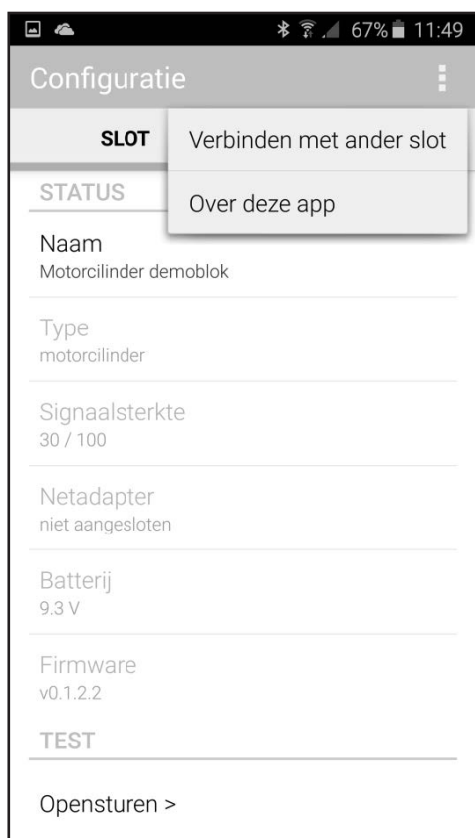 67% 11:49
Configuratie
SLOT
Verbinden met ander slot
Over deze app
STATUS
Naam
Motorcilinder demoblok
Type
motorcilinder
Signaalsterkte
30 / 100
Netadapter
niet aangesloten
Batterij
9.3 V
Firmware
v0.1.2.2
TEST
Opensturen >